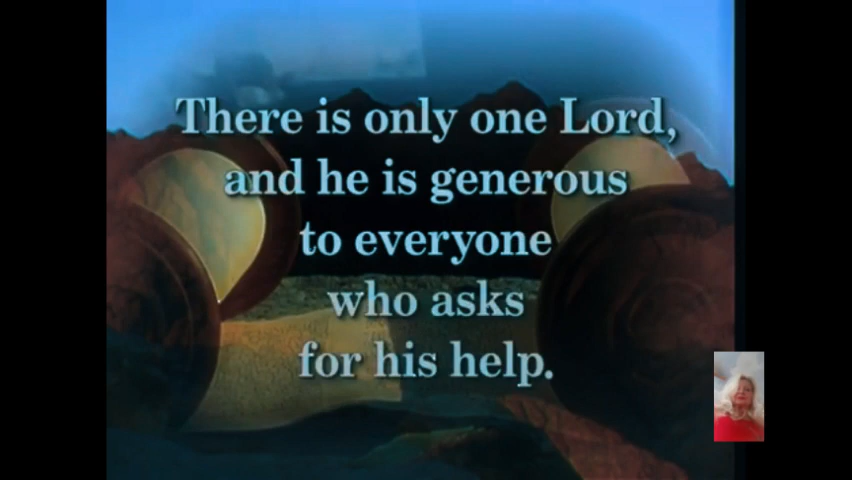 There is only one Lord,
and he is generous
to everyone
who asks
for his help.